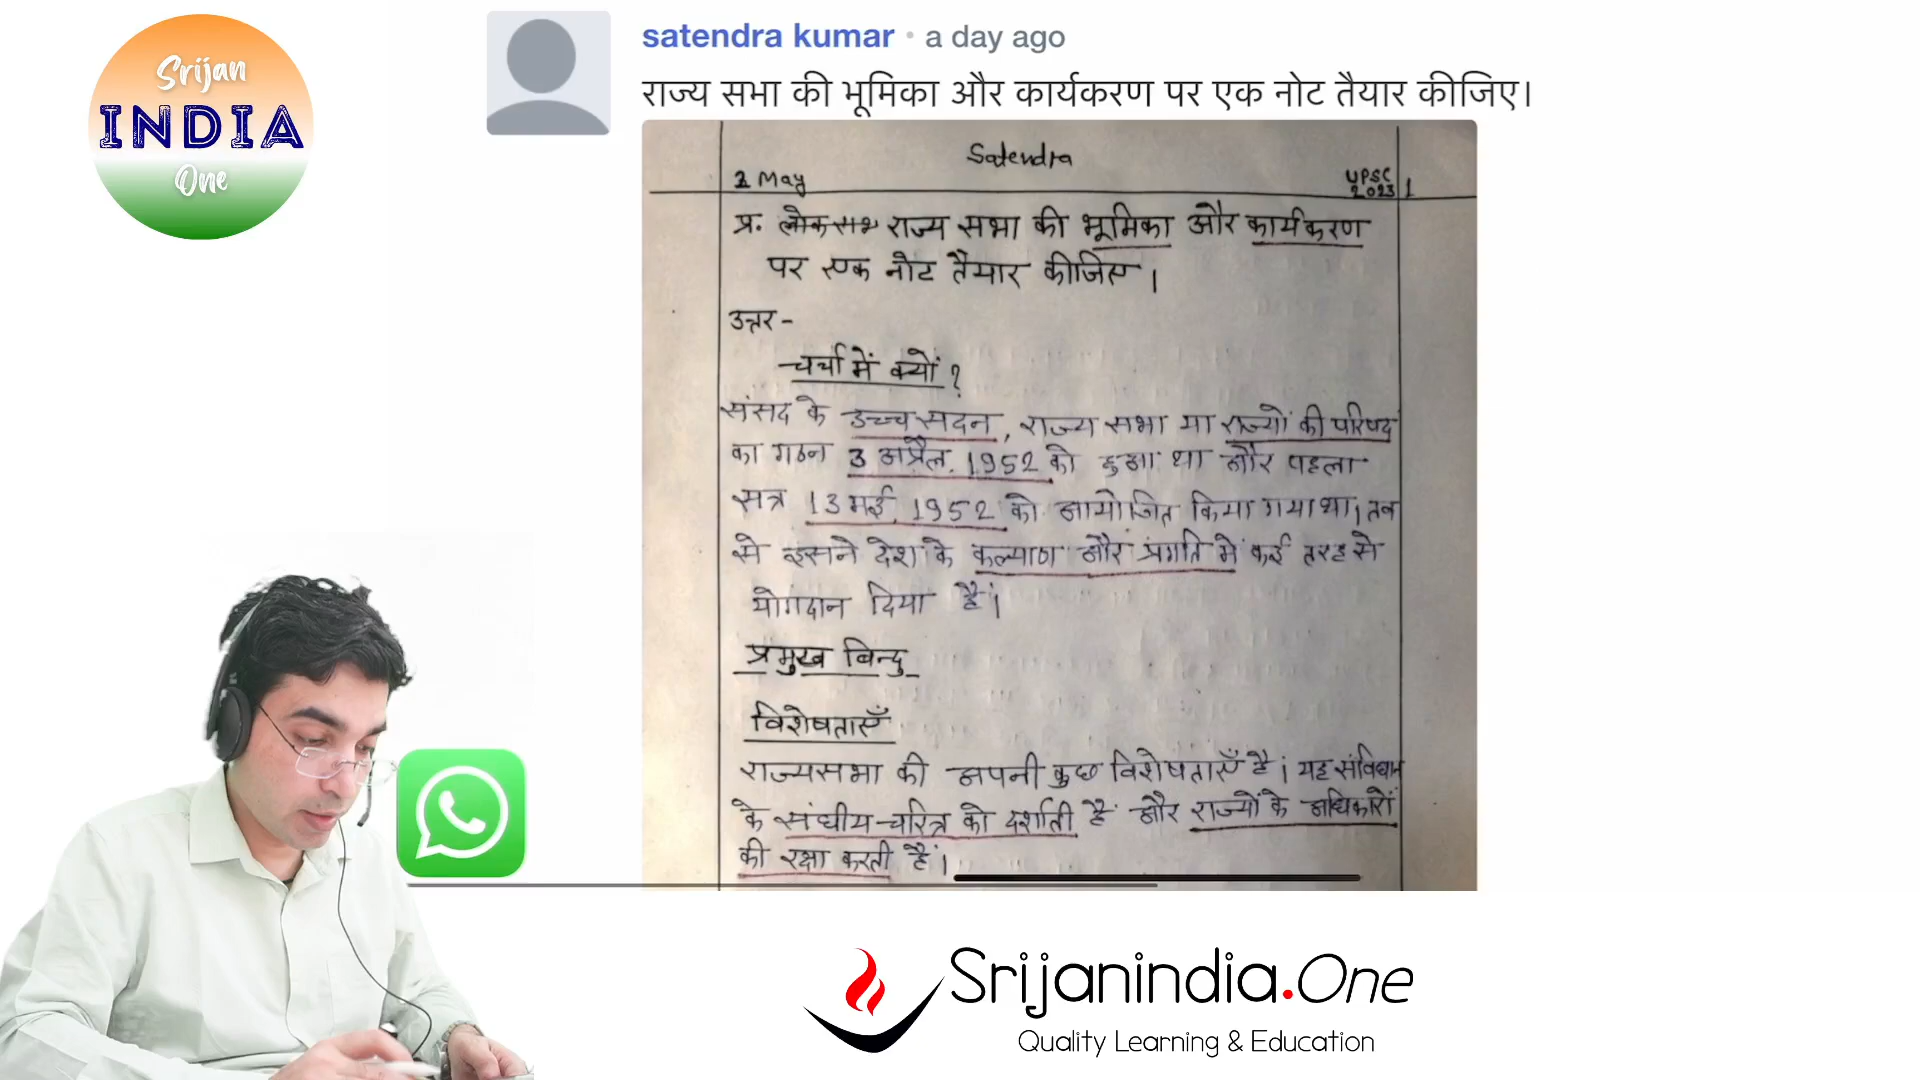 Srijan
INDIA
One
satendra kumar • a day ago
राज्य सभा की भूमिका और कार्यकरण पर एक नोट तैयार कीजिए।
Satendra
2 May
UPSC
2023
1
प्र. लोकसभा राज्य सभा की भूमिका और कार्यकरण
पर एक नोट तैयार कीजिए।
उत्तर-
चर्चा में क्यों?
संसद के उच्च सदन, राज्य सभा या राज्यों की परिषद
का गठन 3 अप्रैल, 1952 को हुआ था और पहला
सत्र 13 मई, 1952 को आयोजित किया गया था। तब
से इसने देश के कल्याण और प्रगति में कई तरह से
योगदान दिया है।
प्रमुख बिन्दु
विशेषताएँ
राज्यसभा की अपनी कुछ विशेषताएँ है। यह संविधान
के संघीय चरित्र को दर्शाती है और राज्यों के अधिकारों
की रक्षा करती है।
Srijanindia.One
Quality Learning & Education